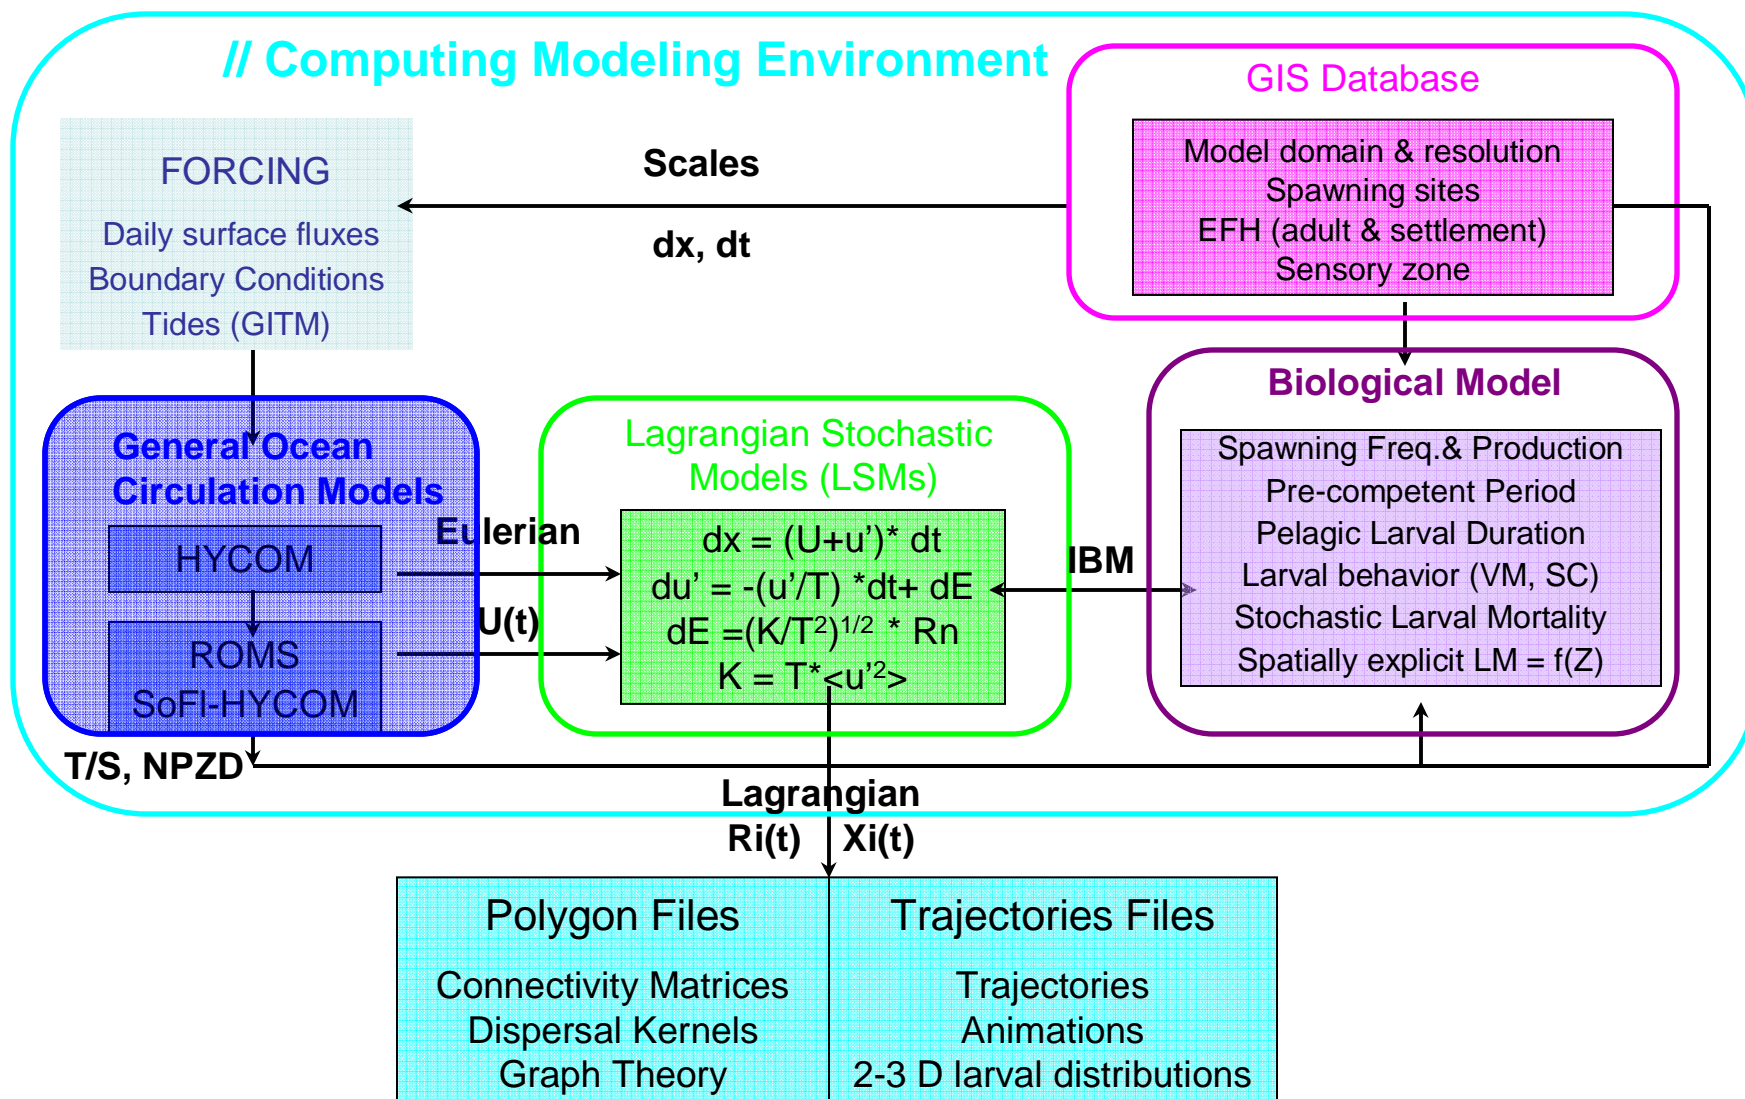 // Computing Modeling Environment
GIS Database
Model domain & resolution
Spawning sites
EFH (adult & settlement)
Sensory zone
Scales
dx, dt
FORCING
Daily surface fluxes
Boundary Conditions
Tides (GITM)
General Ocean
Circulation Models
HYCOM
ROMS
SoFl-HYCOM
Eulerian
U(t)
Lagrangian Stochastic
Models (LSMs)
dx = (U+u’)* dt
du’ = -(u’/T) *dt+ dE
dE =(K/T²)^1/2 * Rn
K = T*<u’²>
IBM
Biological Model
Spawning Freq.& Production
Pre-competent Period
Pelagic Larval Duration
Larval behavior (VM, SC)
Stochastic Larval Mortality
Spatially explicit LM = f(Z)
T/S, NPZD
Lagrangian
Ri(t) Xi(t)
Polygon Files
Connectivity Matrices
Dispersal Kernels
Graph Theory
Trajectories Files
Trajectories
Animations
2-3 D larval distributions